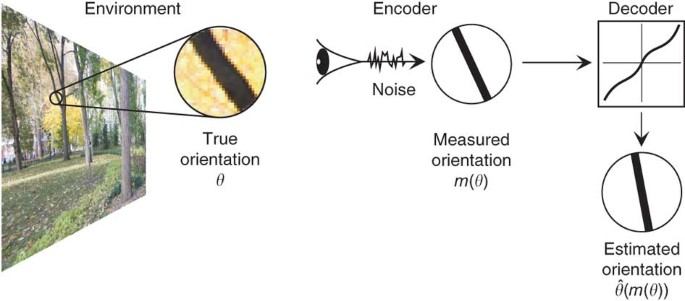 Environment
Encoder
Decoder
Noise
True
orientation
θ
Measured
orientation
m(θ)
Estimated
orientation
θ̂(m(θ))